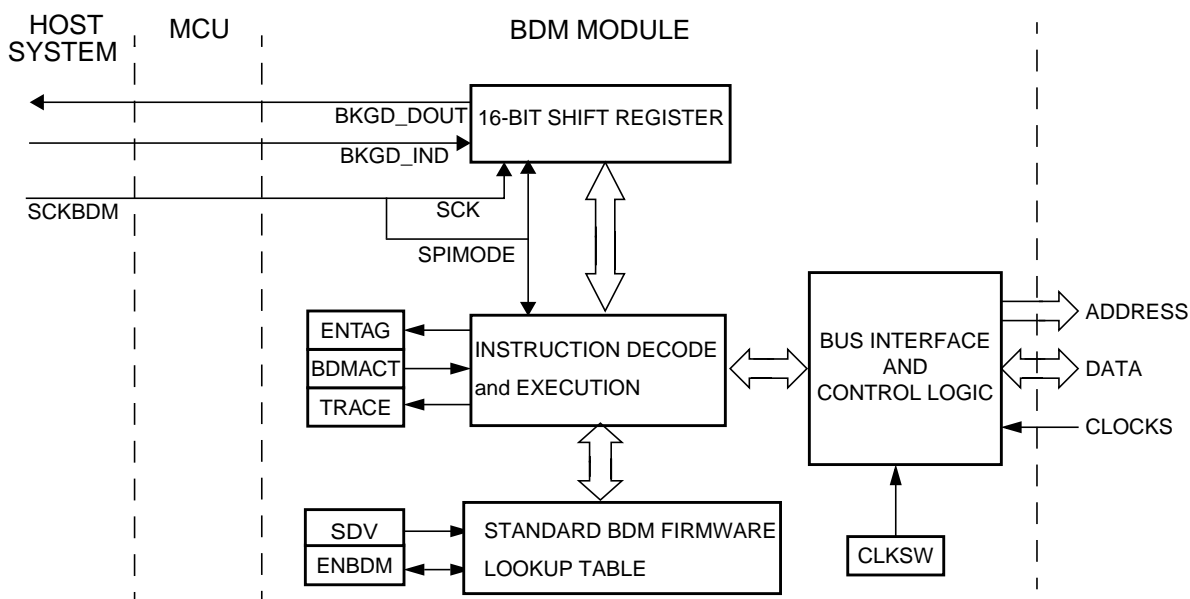 HOST
SYSTEM
MCU
BDM MODULE
BKGD_DOUT
16-BIT SHIFT REGISTER
BKGD_IND
SCKBDM
SCK
SPIMODE
ENTAG
BDMACT
TRACE
INSTRUCTION DECODE
and EXECUTION
BUS INTERFACE
AND
CONTROL LOGIC
ADDRESS
DATA
CLOCKS
SDV
ENBDM
STANDARD BDM FIRMWARE
LOOKUP TABLE
CLKSW